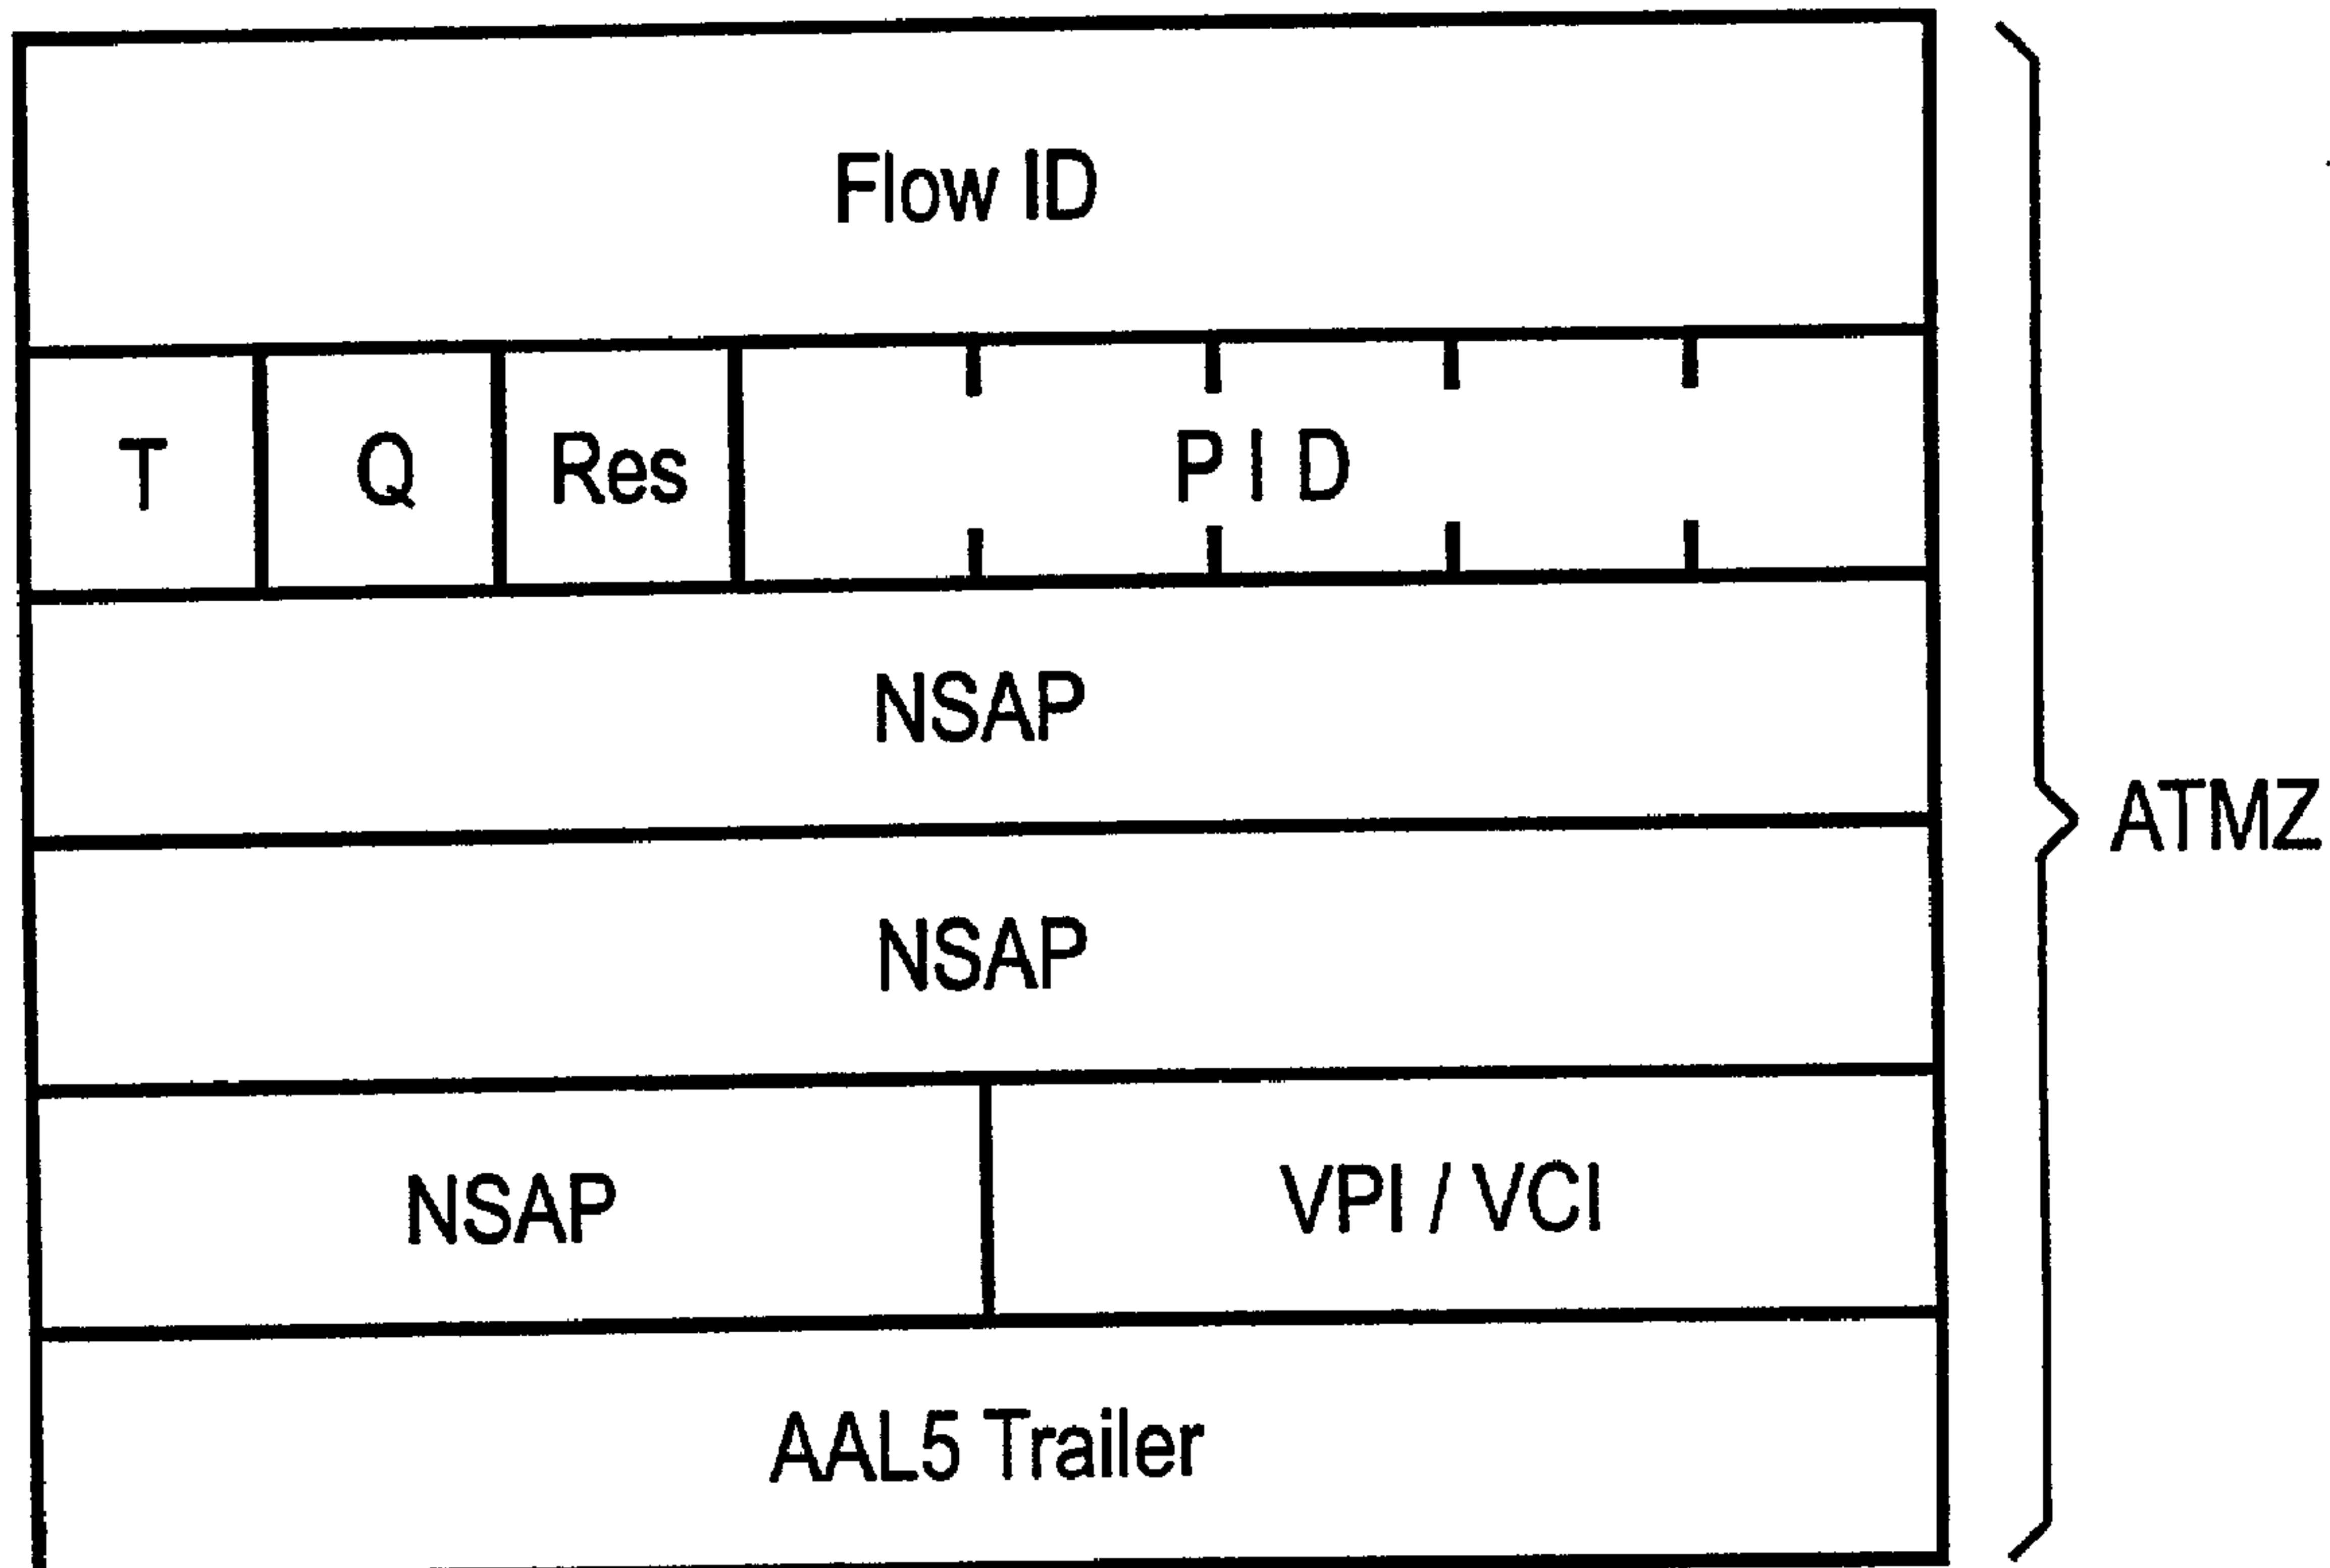 Flow ID
T Q Res P I D
NSAP
NSAP
ATMZ
NSAP VPI / VCI
AAL5 Trailer